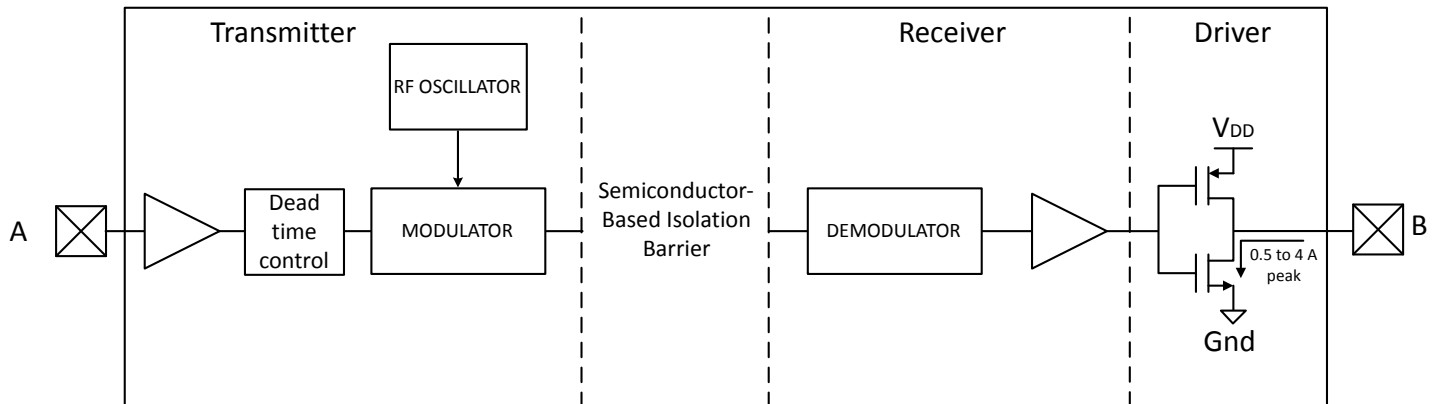 Transmitter
Receiver
Driver
RF OSCILLATOR
VDD
A
Dead
time
control
MODULATOR
Semiconductor-
Based Isolation
Barrier
DEMODULATOR
B
0.5 to 4 A
peak
Gnd